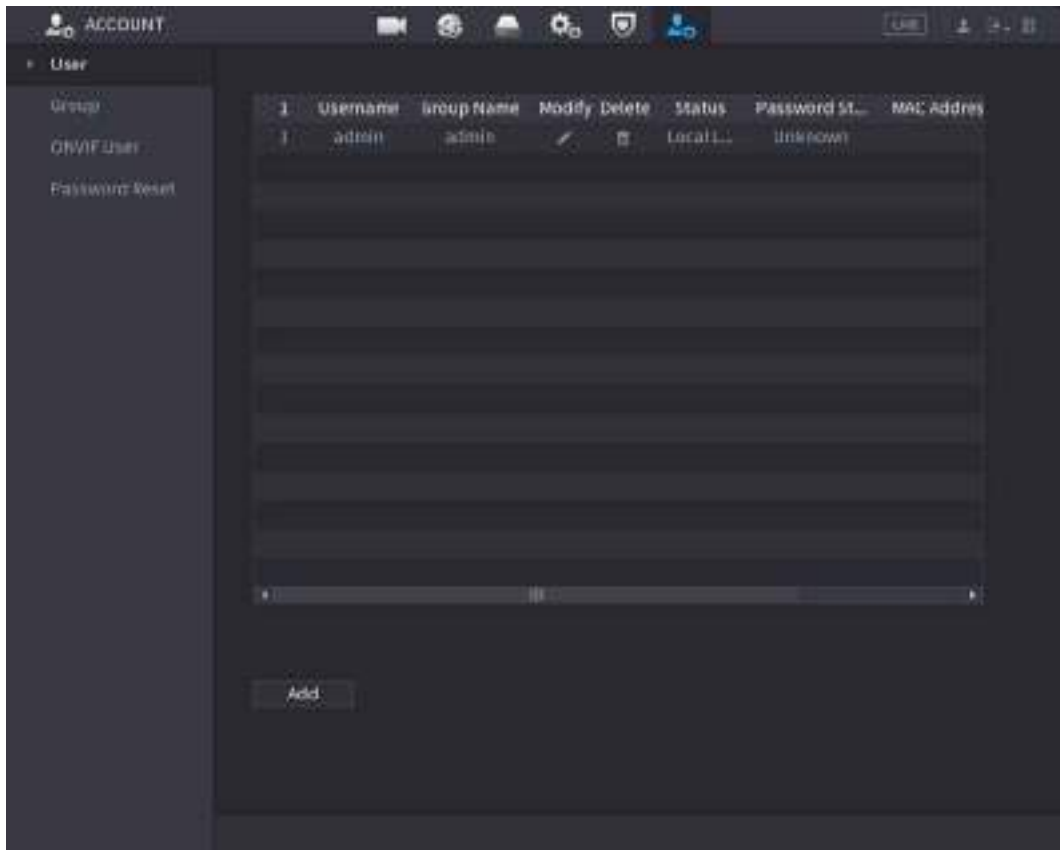 ACCOUNT
LIVE
User
Group
ONVIF User
Password Reset
1 Username Group Name Modify Delete Status Password St... MAC Addres
1 admin admin Local L... Unknown
Add